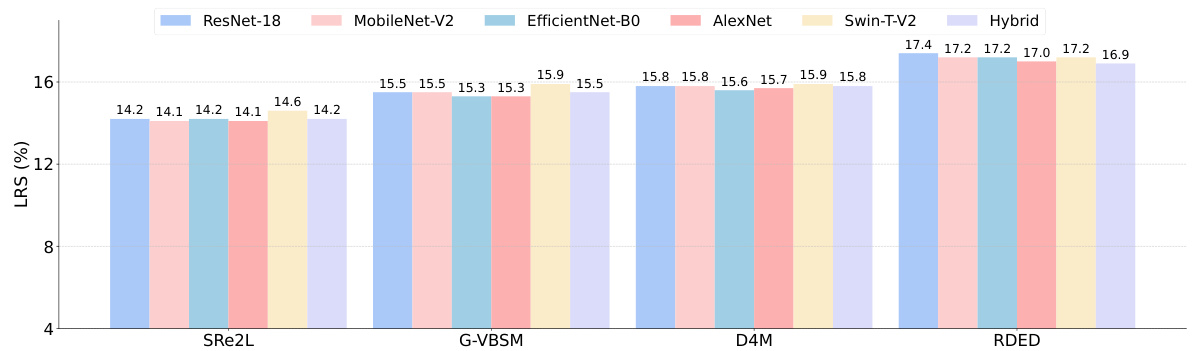 ResNet-18 MobileNet-V2 EfficientNet-B0 AlexNet Swin-T-V2 Hybrid
LRS (%)
16
12
8
4
14.2 14.1 14.2 14.1 14.6 14.2
15.5 15.5 15.3 15.3 15.9 15.5
15.8 15.8 15.6 15.7 15.9 15.8
17.4 17.2 17.2 17.0 17.2 16.9
SRe2L G-VBSM D4M RDED